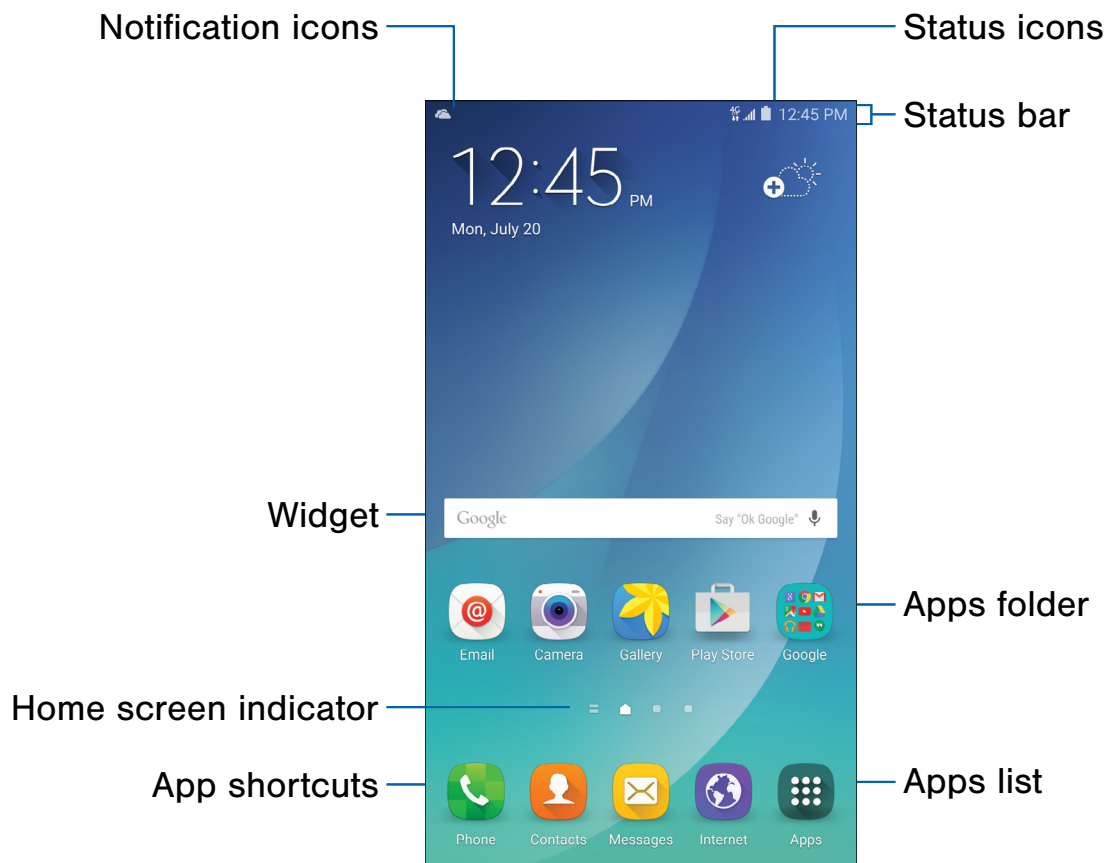 Notification icons
Status icons
4G
12:45 PM
Status bar
12:45 PM
Mon, July 20
Widget
Google
Say "Ok Google"
Apps folder
Email
Camera
Gallery
Play Store
Google
Home screen indicator
App shortcuts
Apps list
Phone
Contacts
Messages
Internet
Apps